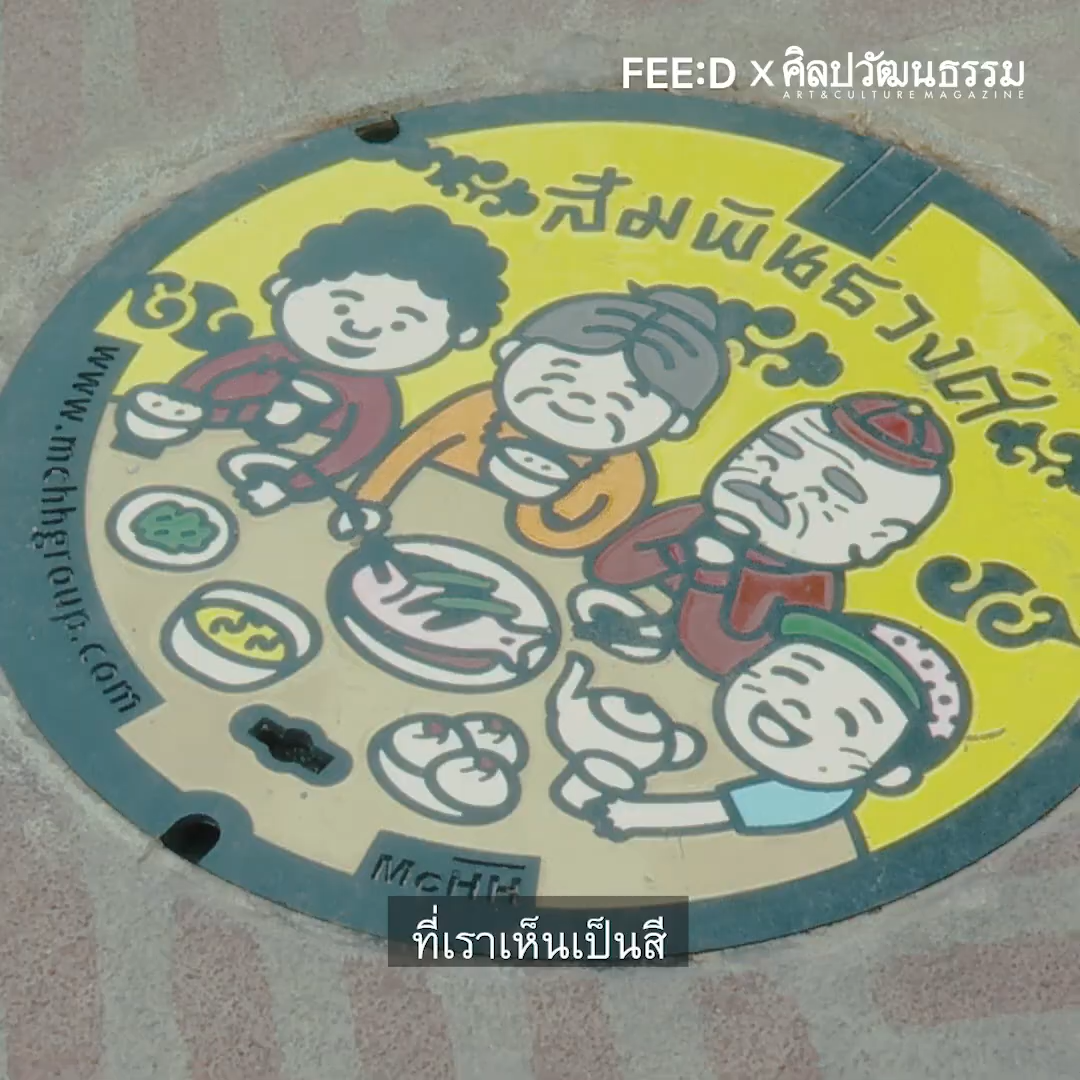 FEE:D X ศิลปวัฒนธรรม
ART & CULTURE MAGAZINE
สัมพันธวงศ์
www.mchhgroup.com
McHH
ที่เราเห็นเป็นสี